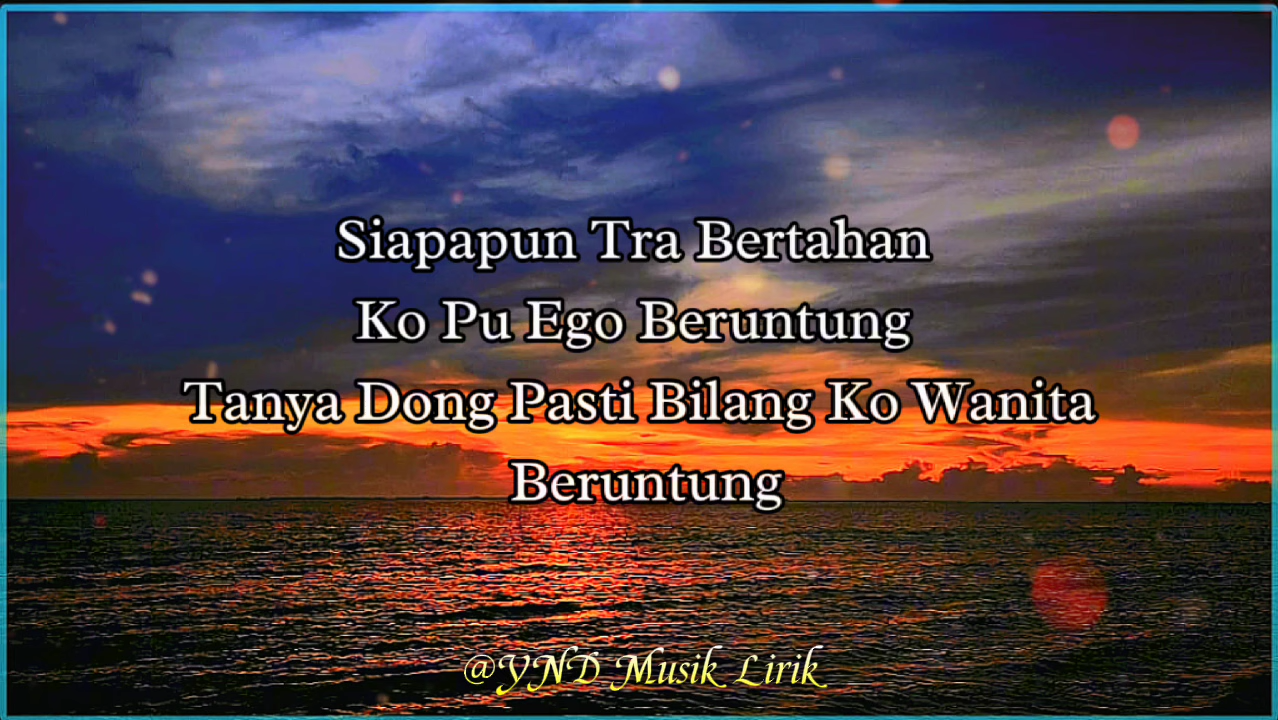 Siapapun Tra Bertahan
Ko Pu Ego Beruntung
Tanya Dong Pasti Bilang Ko Wanita
Beruntung
@YND Musik Lirik